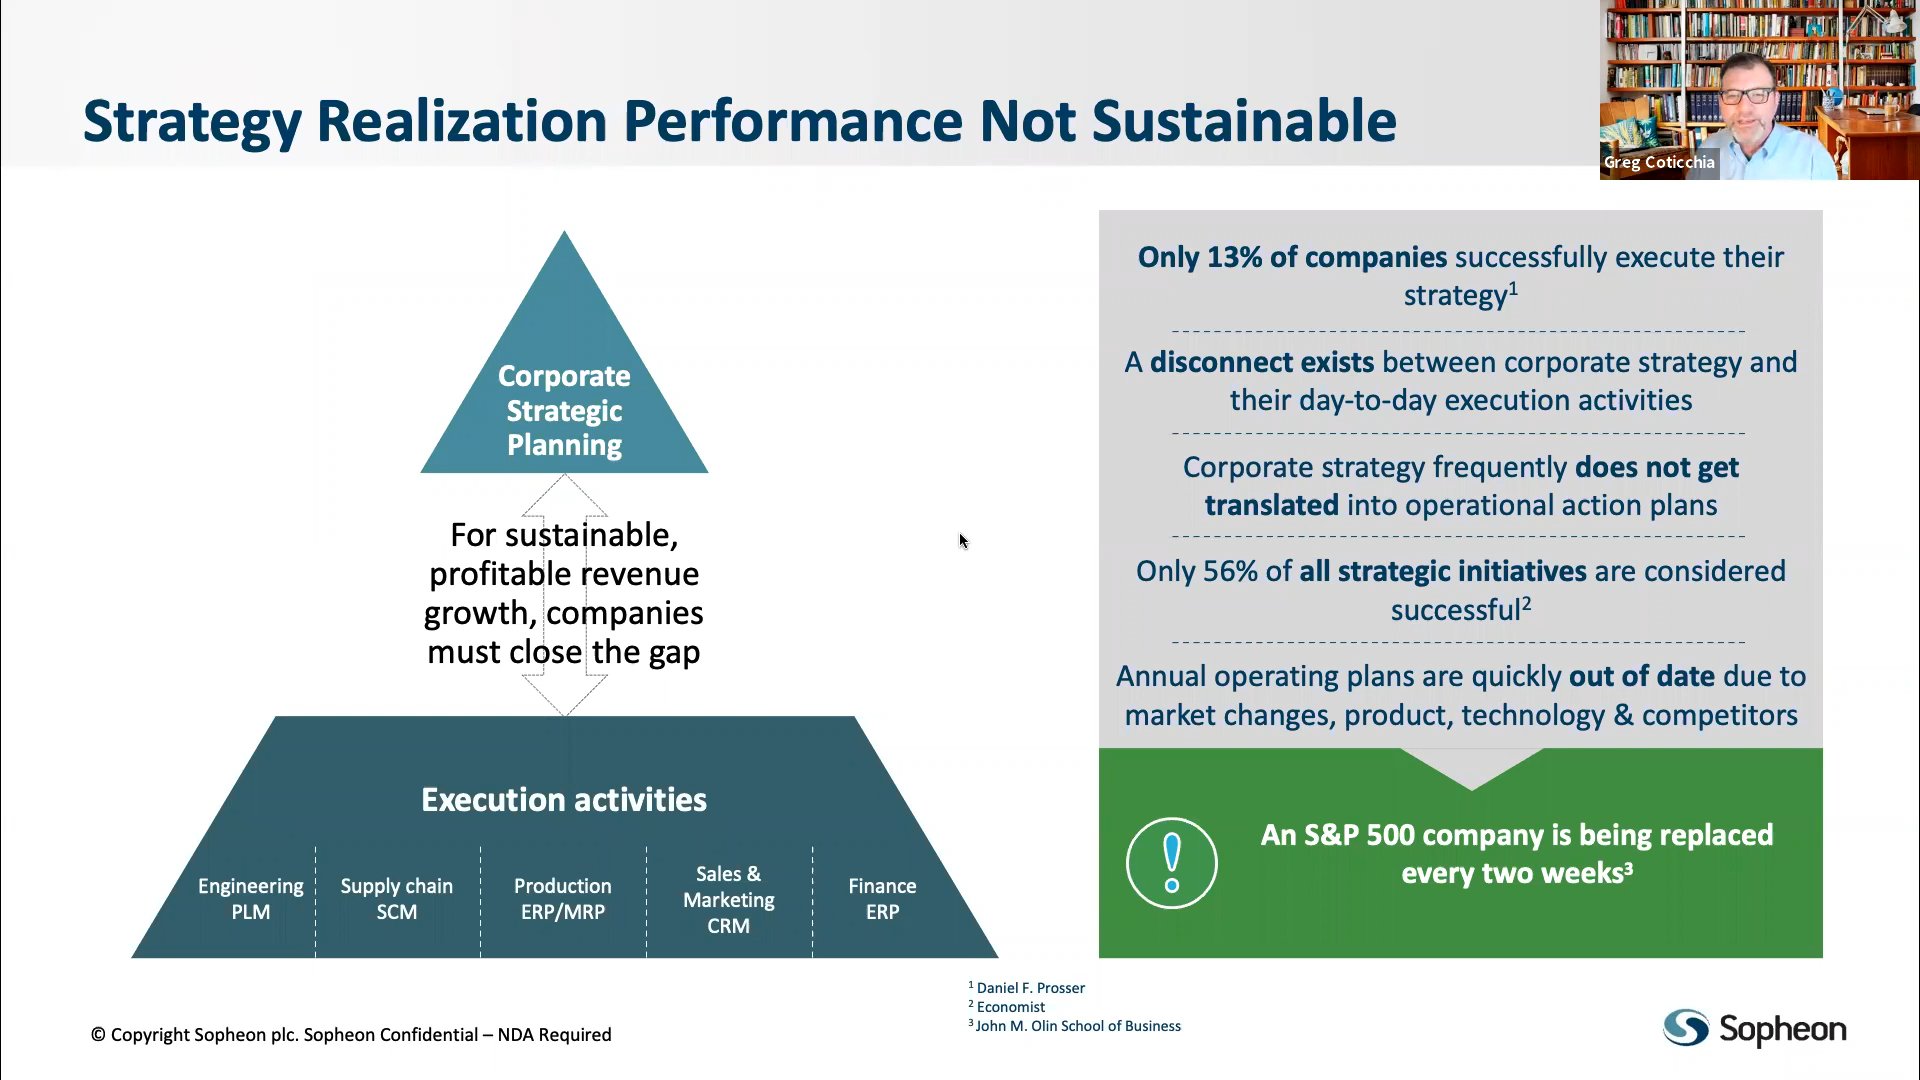 Strategy Realization Performance Not Sustainable
Greg Coticchia
Corporate
Strategic
Planning
For sustainable,
profitable revenue
growth, companies
must close the gap
Execution activities
Engineering
PLM
Supply chain
SCM
Production
ERP/MRP
Sales &
Marketing
CRM
Finance
ERP
Only 13% of companies successfully execute their
strategy¹
A disconnect exists between corporate strategy and
their day-to-day execution activities
Corporate strategy frequently does not get
translated into operational action plans
Only 56% of all strategic initiatives are considered
successful²
Annual operating plans are quickly out of date due to
market changes, product, technology & competitors
An S&P 500 company is being replaced
every two weeks³
¹ Daniel F. Prosser
² Economist
³ John M. Olin School of Business
© Copyright Sopheon plc. Sopheon Confidential – NDA Required
Sopheon